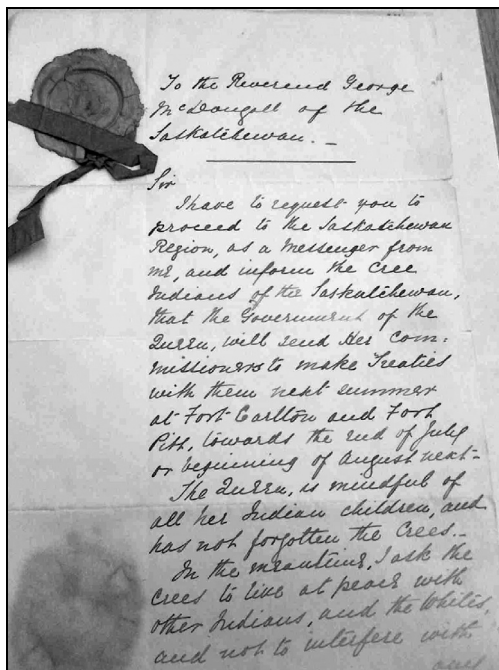 To the Reverend George
McDougall of the
Saskatchewan. –
Sir
I have to request you to
proceed to the Saskatchewan
Region, as a Messenger from
me, and inform the Cree
Indians of the Saskatchewan,
that the Government of the
Queen, will send Her Com:
missioners to make Treaties
with them next summer
at Fort Carlton and Fort
Pitt, towards the end of July
or beginning of August next–
The Queen, is mindful of
all her Indian children, and
has not forgotten the Crees.–
In the meantime, I ask the
Crees to live at peace with
other Indians, and the Whites,
and not to interfere with